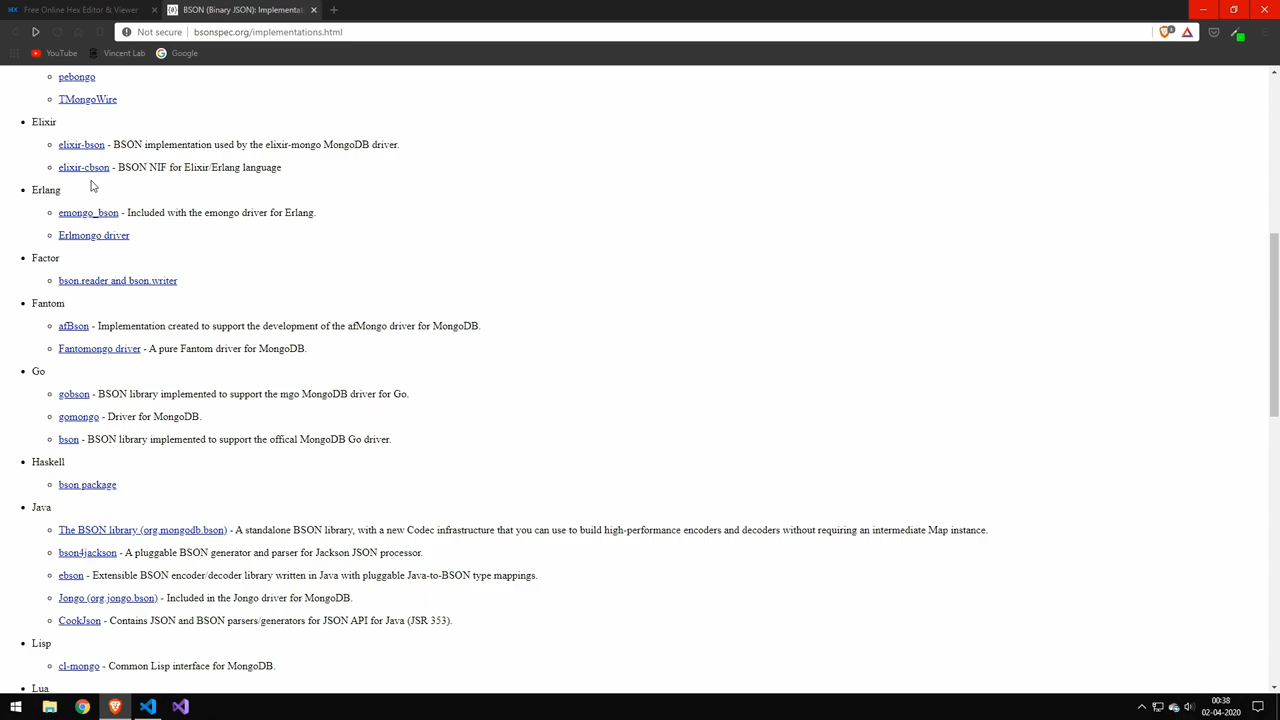 Free Online Hex Editor & Viewer
BSON (Binary JSON): Implementat
Not secure
bsonspec.org/implementations.html
YouTube
Vincent Lab
Google
pebongo
TMongoWire
Elixir
elixir-bson - BSON implementation used by the elixir-mongo MongoDB driver.
elixir-cbson - BSON NIF for Elixir/Erlang language
Erlang
emongo_bson - Included with the emongo driver for Erlang.
Erlmongo driver
Factor
bson.reader and bson.writer
Fantom
afBson - Implementation created to support the development of the afMongo driver for MongoDB.
Fantomongo driver - A pure Fantom driver for MongoDB.
Go
gobson - BSON library implemented to support the mgo MongoDB driver for Go.
gomongo - Driver for MongoDB.
bson - BSON library implemented to support the offical MongoDB Go driver.
Haskell
bson package
Java
The BSON library (org.mongodb.bson) - A standalone BSON library, with a new Codec infrastructure that you can use to build high-performance encoders and decoders without requiring an intermediate Map instance.
bson4jackson - A pluggable BSON generator and parser for Jackson JSON processor.
ebson - Extensible BSON encoder/decoder library written in Java with pluggable Java-to-BSON type mappings.
Jongo (org.jongo.bson) - Included in the Jongo driver for MongoDB.
CookJson - Contains JSON and BSON parsers/generators for JSON API for Java (JSR 353).
Lisp
cl-mongo - Common Lisp interface for MongoDB.
Lua
00:38
02-04-2020